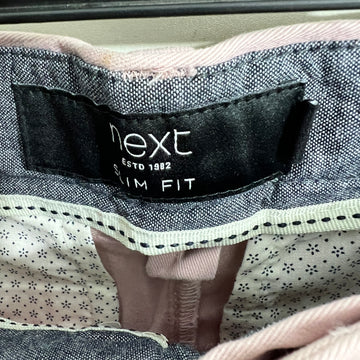 next
ESTD 1982
SLIM FIT